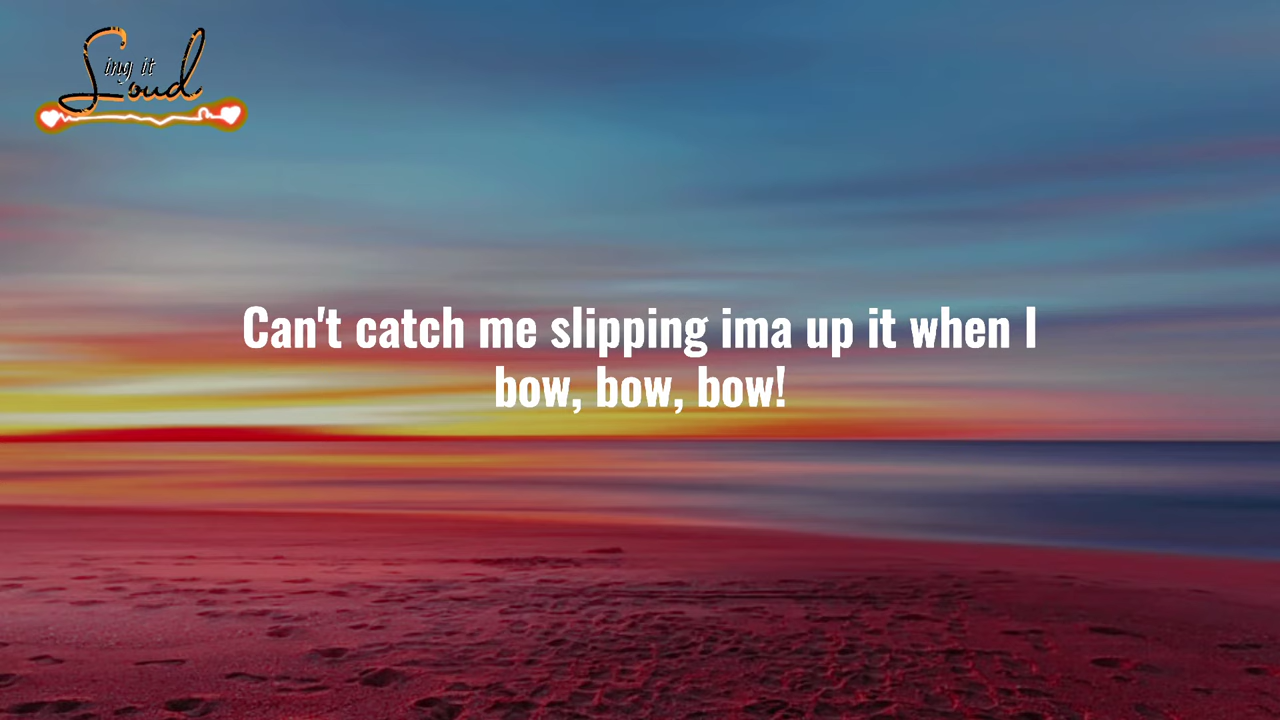 Sing it
Loud
Can't catch me slipping ima up it when I
bow, bow, bow!